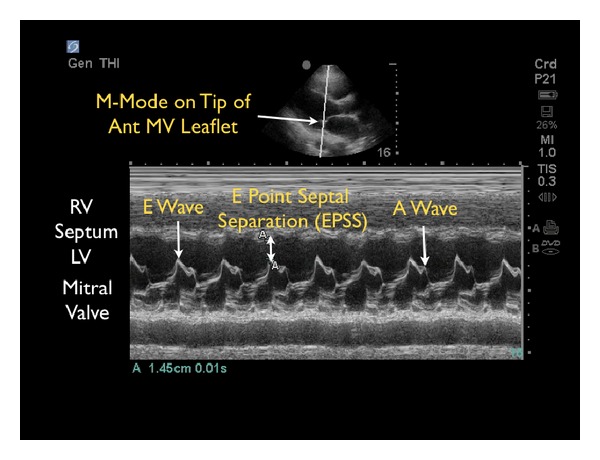 Gen THI
Crd
P21
26%
MI
1.0
TIS
0.3
A
B DVD
M-Mode on Tip of
Ant MV Leaflet
16
RV
Septum
LV
Mitral
Valve
E Wave
E Point Septal
Separation (EPSS)
A Wave
A
A
A 1.45cm 0.01s